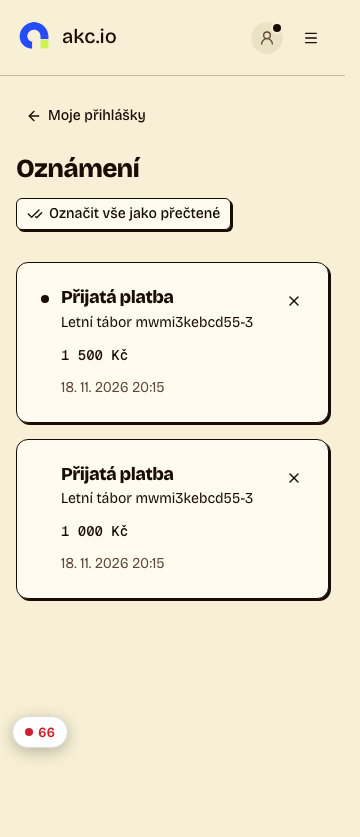 akc.io
Moje přihlášky
Oznámení
Označit vše jako přečtené
Přijatá platba
Letní tábor mwmi3kebcd55-3
1 500 Kč
18. 11. 2026 20:15
Přijatá platba
Letní tábor mwmi3kebcd55-3
1 000 Kč
18. 11. 2026 20:15
66